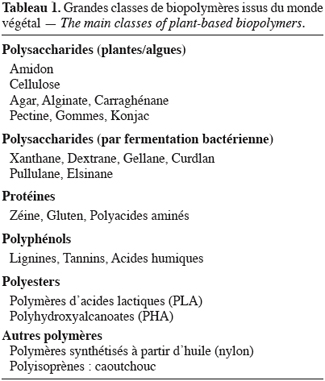 Tableau 1. Grandes classes de biopolymères issus du monde
végétal — The main classes of plant-based biopolymers.
Polysaccharides (plantes/algues)
Amidon
Cellulose
Agar, Alginate, Carraghénane
Pectine, Gommes, Konjac
Polysaccharides (par fermentation bactérienne)
Xanthane, Dextrane, Gellane, Curdlan
Pullulane, Elsinane
Protéines
Zéine, Gluten, Polyacides aminés
Polyphénols
Lignines, Tannins, Acides humiques
Polyesters
Polymères d’acides lactiques (PLA)
Polyhydroxyalcanoates (PHA)
Autres polymères
Polymères synthétisés à partir d’huile (nylon)
Polyisoprènes : caoutchouc